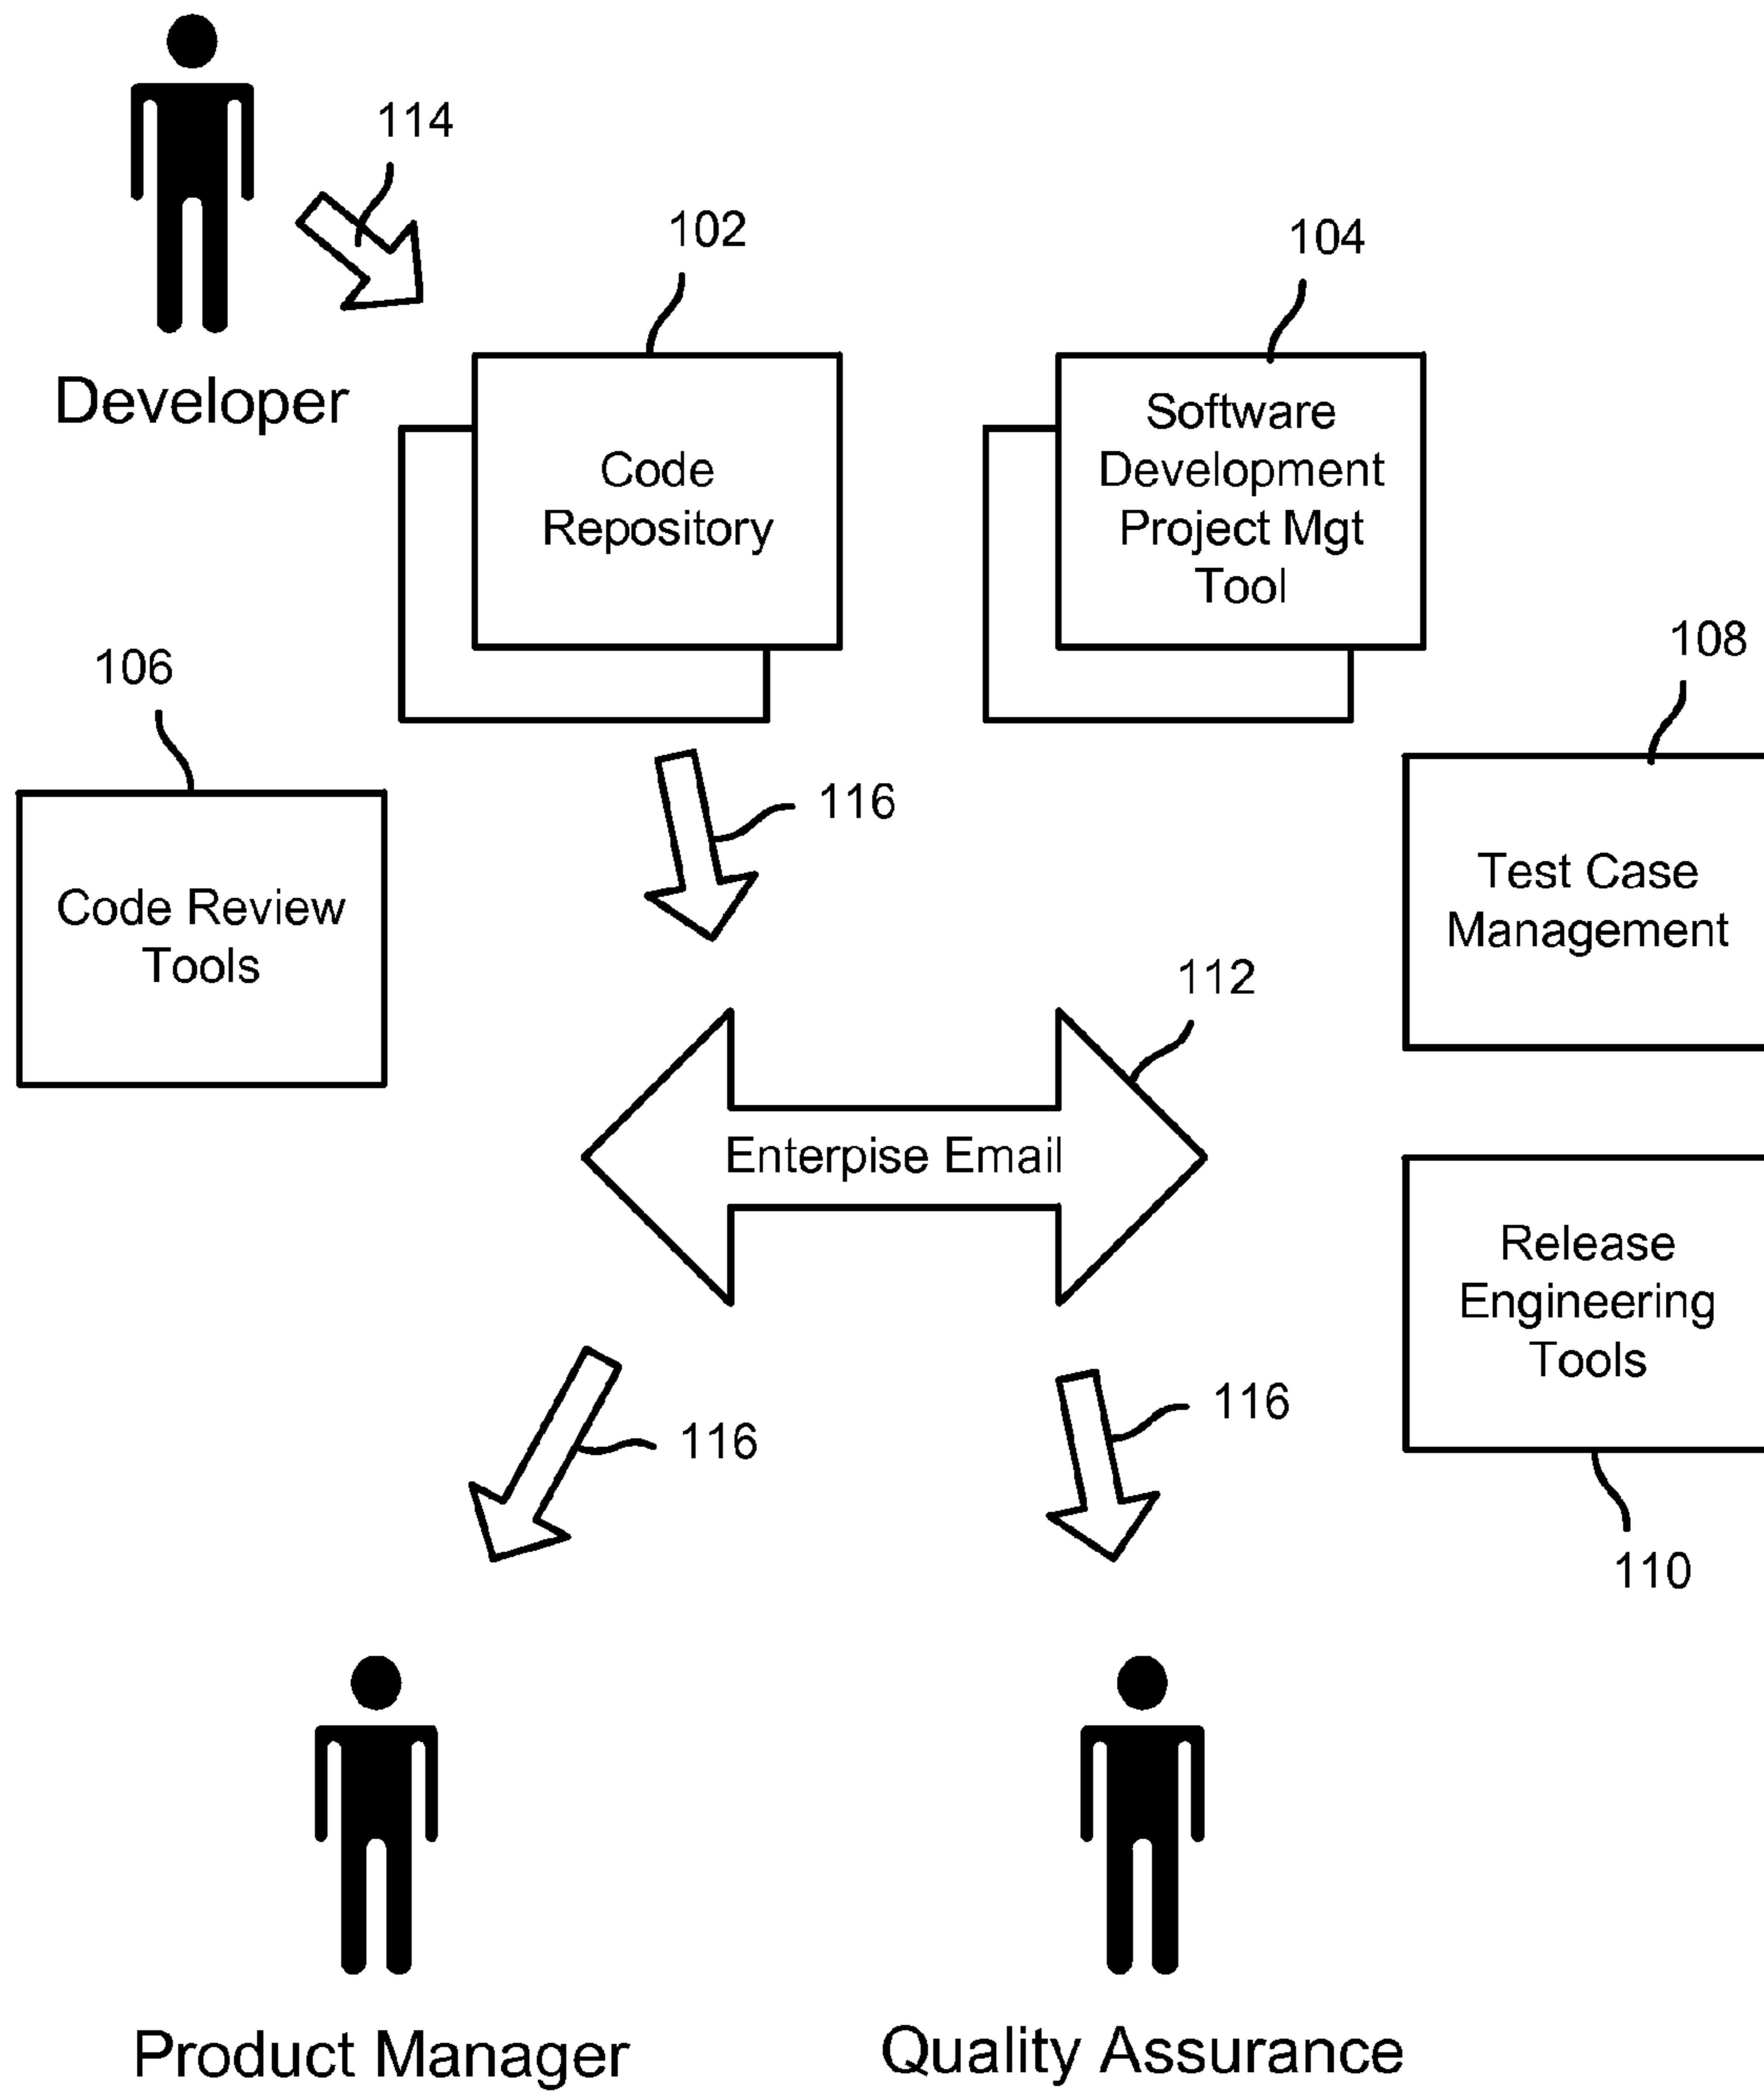 114
102
104
Developer
Code
Repository
Software
Development
Project Mgt
Tool
106
108
116
Code Review
Tools
Test Case
Management
112
Enterpise Email
Release
Engineering
Tools
116
116
110
Product Manager
Quality Assurance